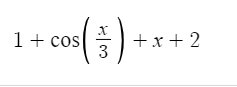 1 + cos(x/3) + x + 2